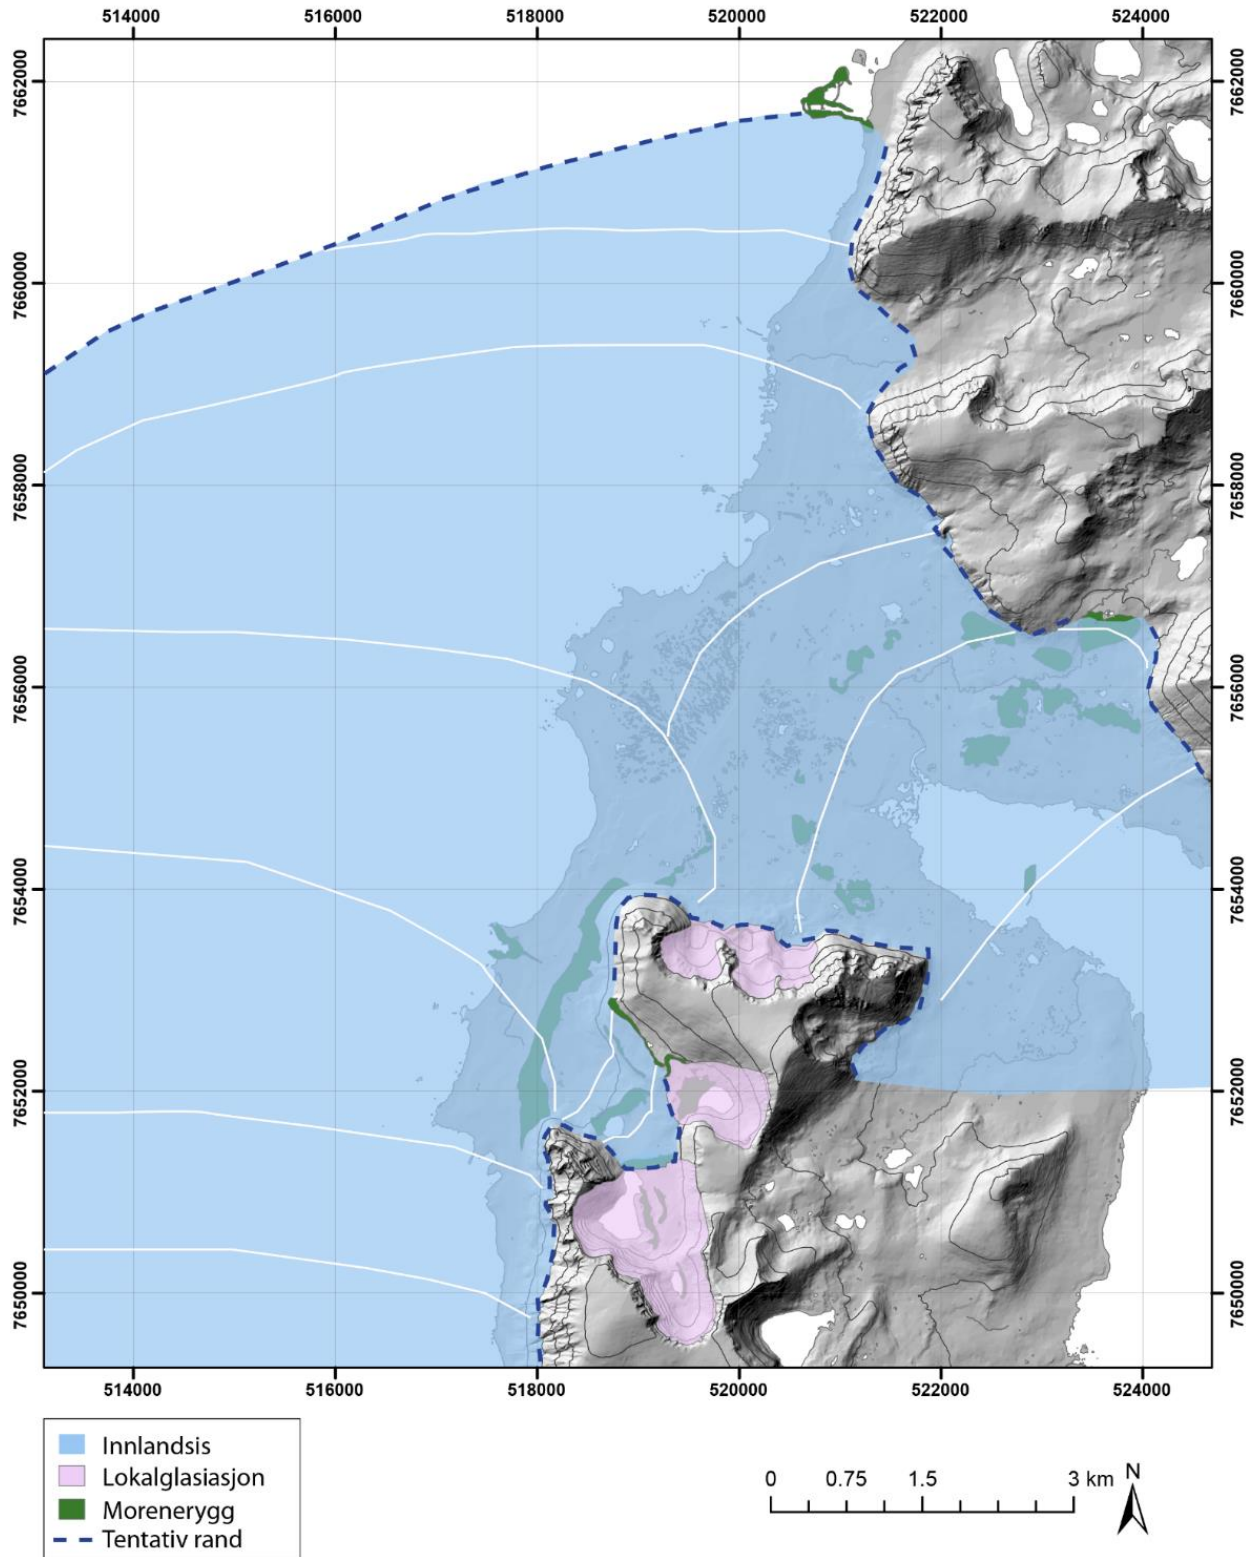 514000 516000 518000 520000 522000 524000
7662000 7662000
7660000 7660000
7658000 7658000
7656000 7656000
7654000 7654000
7652000 7652000
7650000 7650000
514000 516000 518000 520000 522000 524000
Innlandsis
Lokalglasiasjon
Morenerygg
Tentativ rand
0 0.75 1.5 3 km
N